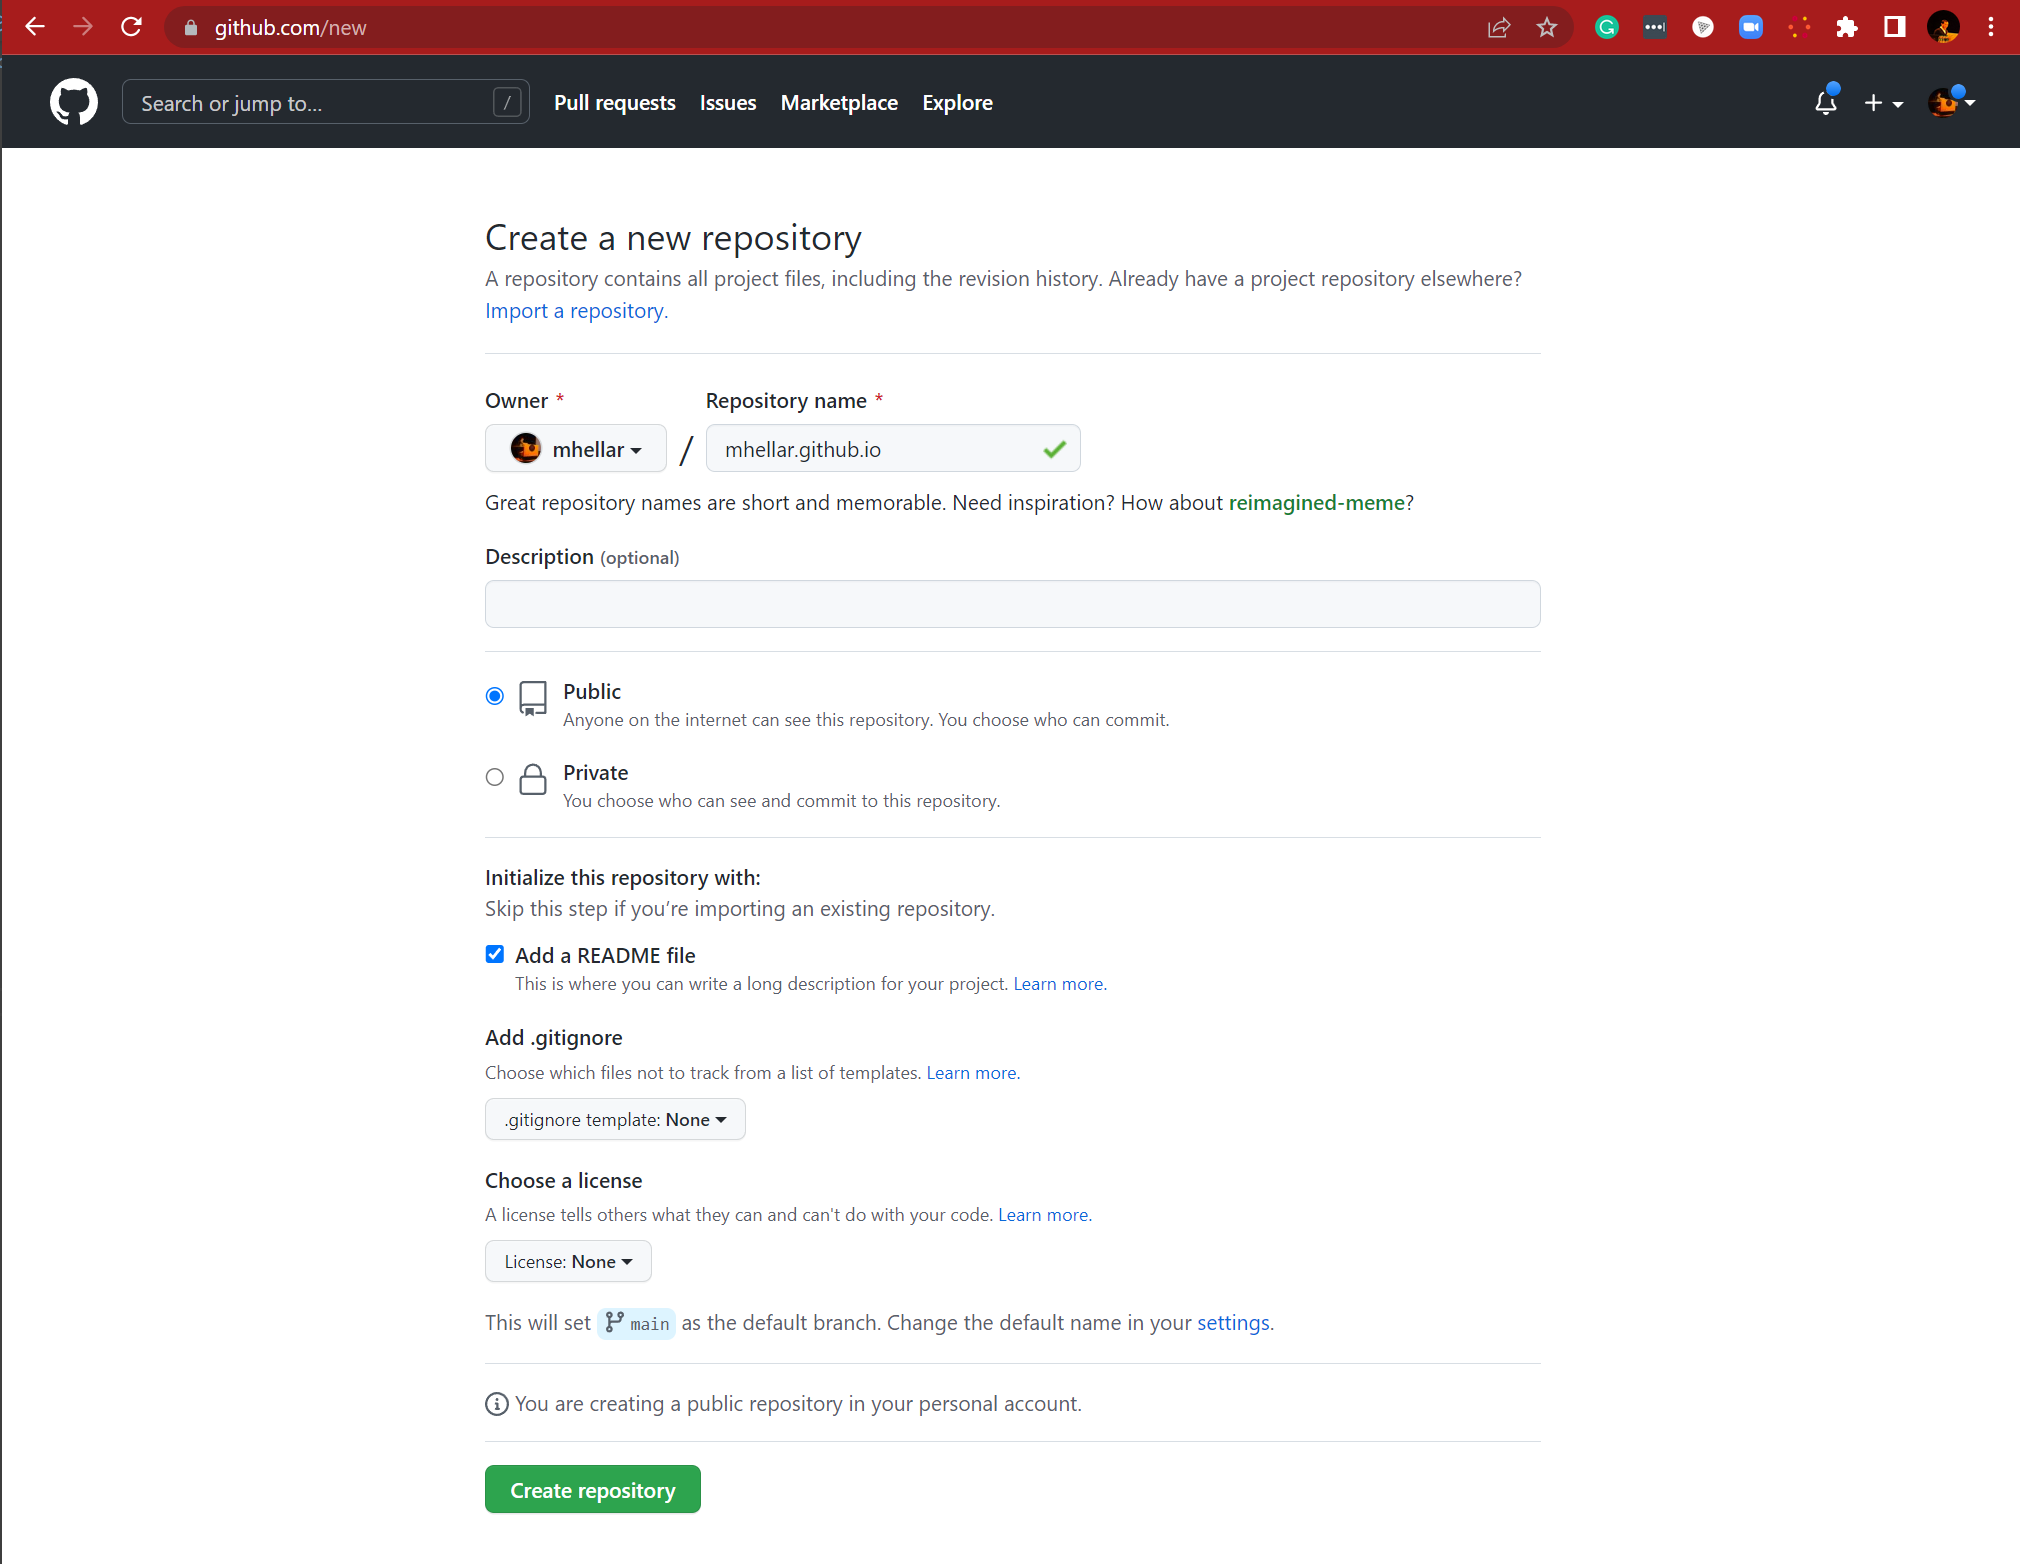 github.com/new
Search or jump to...
/
Pull requests
Issues
Marketplace
Explore
Create a new repository
A repository contains all project files, including the revision history. Already have a project repository elsewhere?
Import a repository.
Owner *
Repository name *
mhellar
/
mhellar.github.io
Great repository names are short and memorable. Need inspiration? How about reimagined-meme?
Description (optional)
Public
Anyone on the internet can see this repository. You choose who can commit.
Private
You choose who can see and commit to this repository.
Initialize this repository with:
Skip this step if you’re importing an existing repository.
Add a README file
This is where you can write a long description for your project. Learn more.
Add .gitignore
Choose which files not to track from a list of templates. Learn more.
.gitignore template: None
Choose a license
A license tells others what they can and can't do with your code. Learn more.
License: None
This will set main as the default branch. Change the default name in your settings.
You are creating a public repository in your personal account.
Create repository